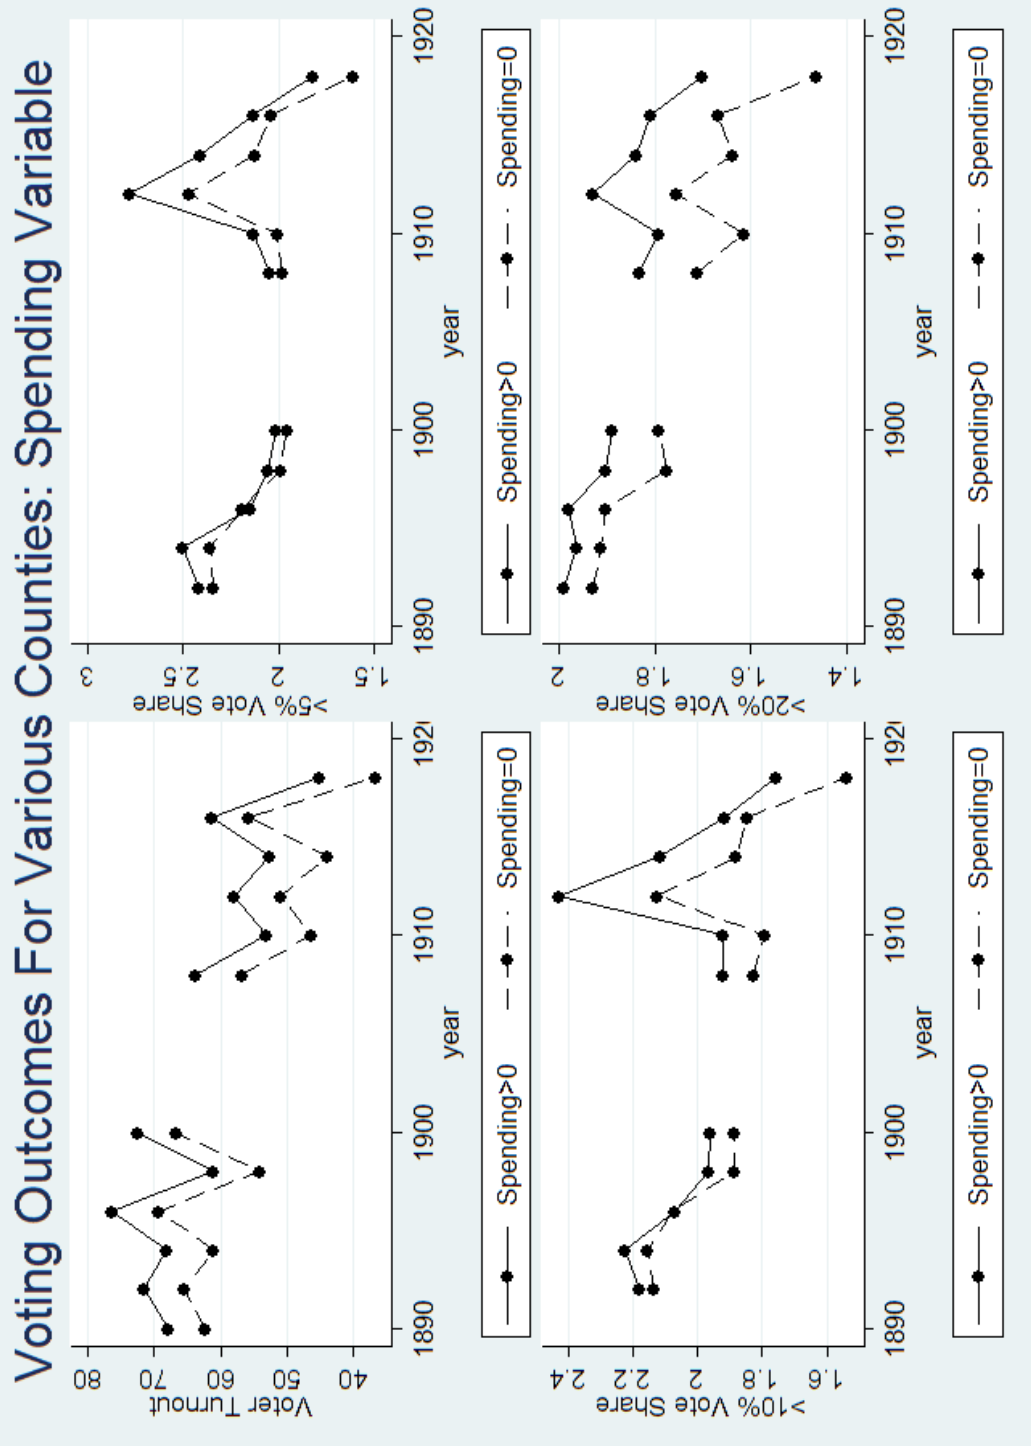 Voting Outcomes For Various Counties: Spending Variable
Voter Turnout
80
70
60
50
40
1890
1900
1910
1920
year
Spending>0
Spending=0
>5% Vote Share
3
2.5
2
1.5
1890
1900
1910
1920
year
Spending>0
Spending=0
>10% Vote Share
2.4
2.2
2
1.8
1.6
1890
1900
1910
1920
year
Spending>0
Spending=0
>20% Vote Share
2
1.8
1.6
1.4
1890
1900
1910
1920
year
Spending>0
Spending=0